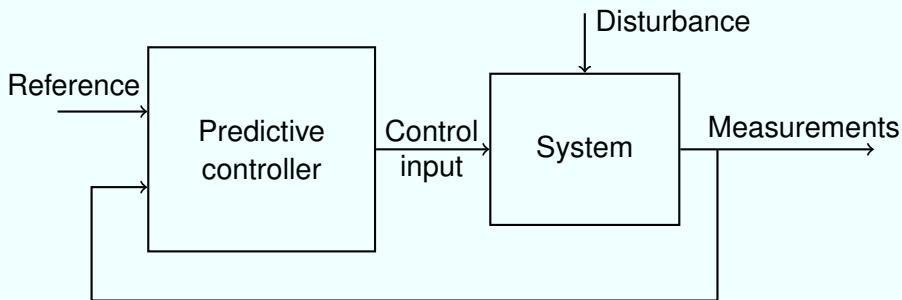 Disturbance
Reference
Predictive
controller
Control
input
System
Measurements